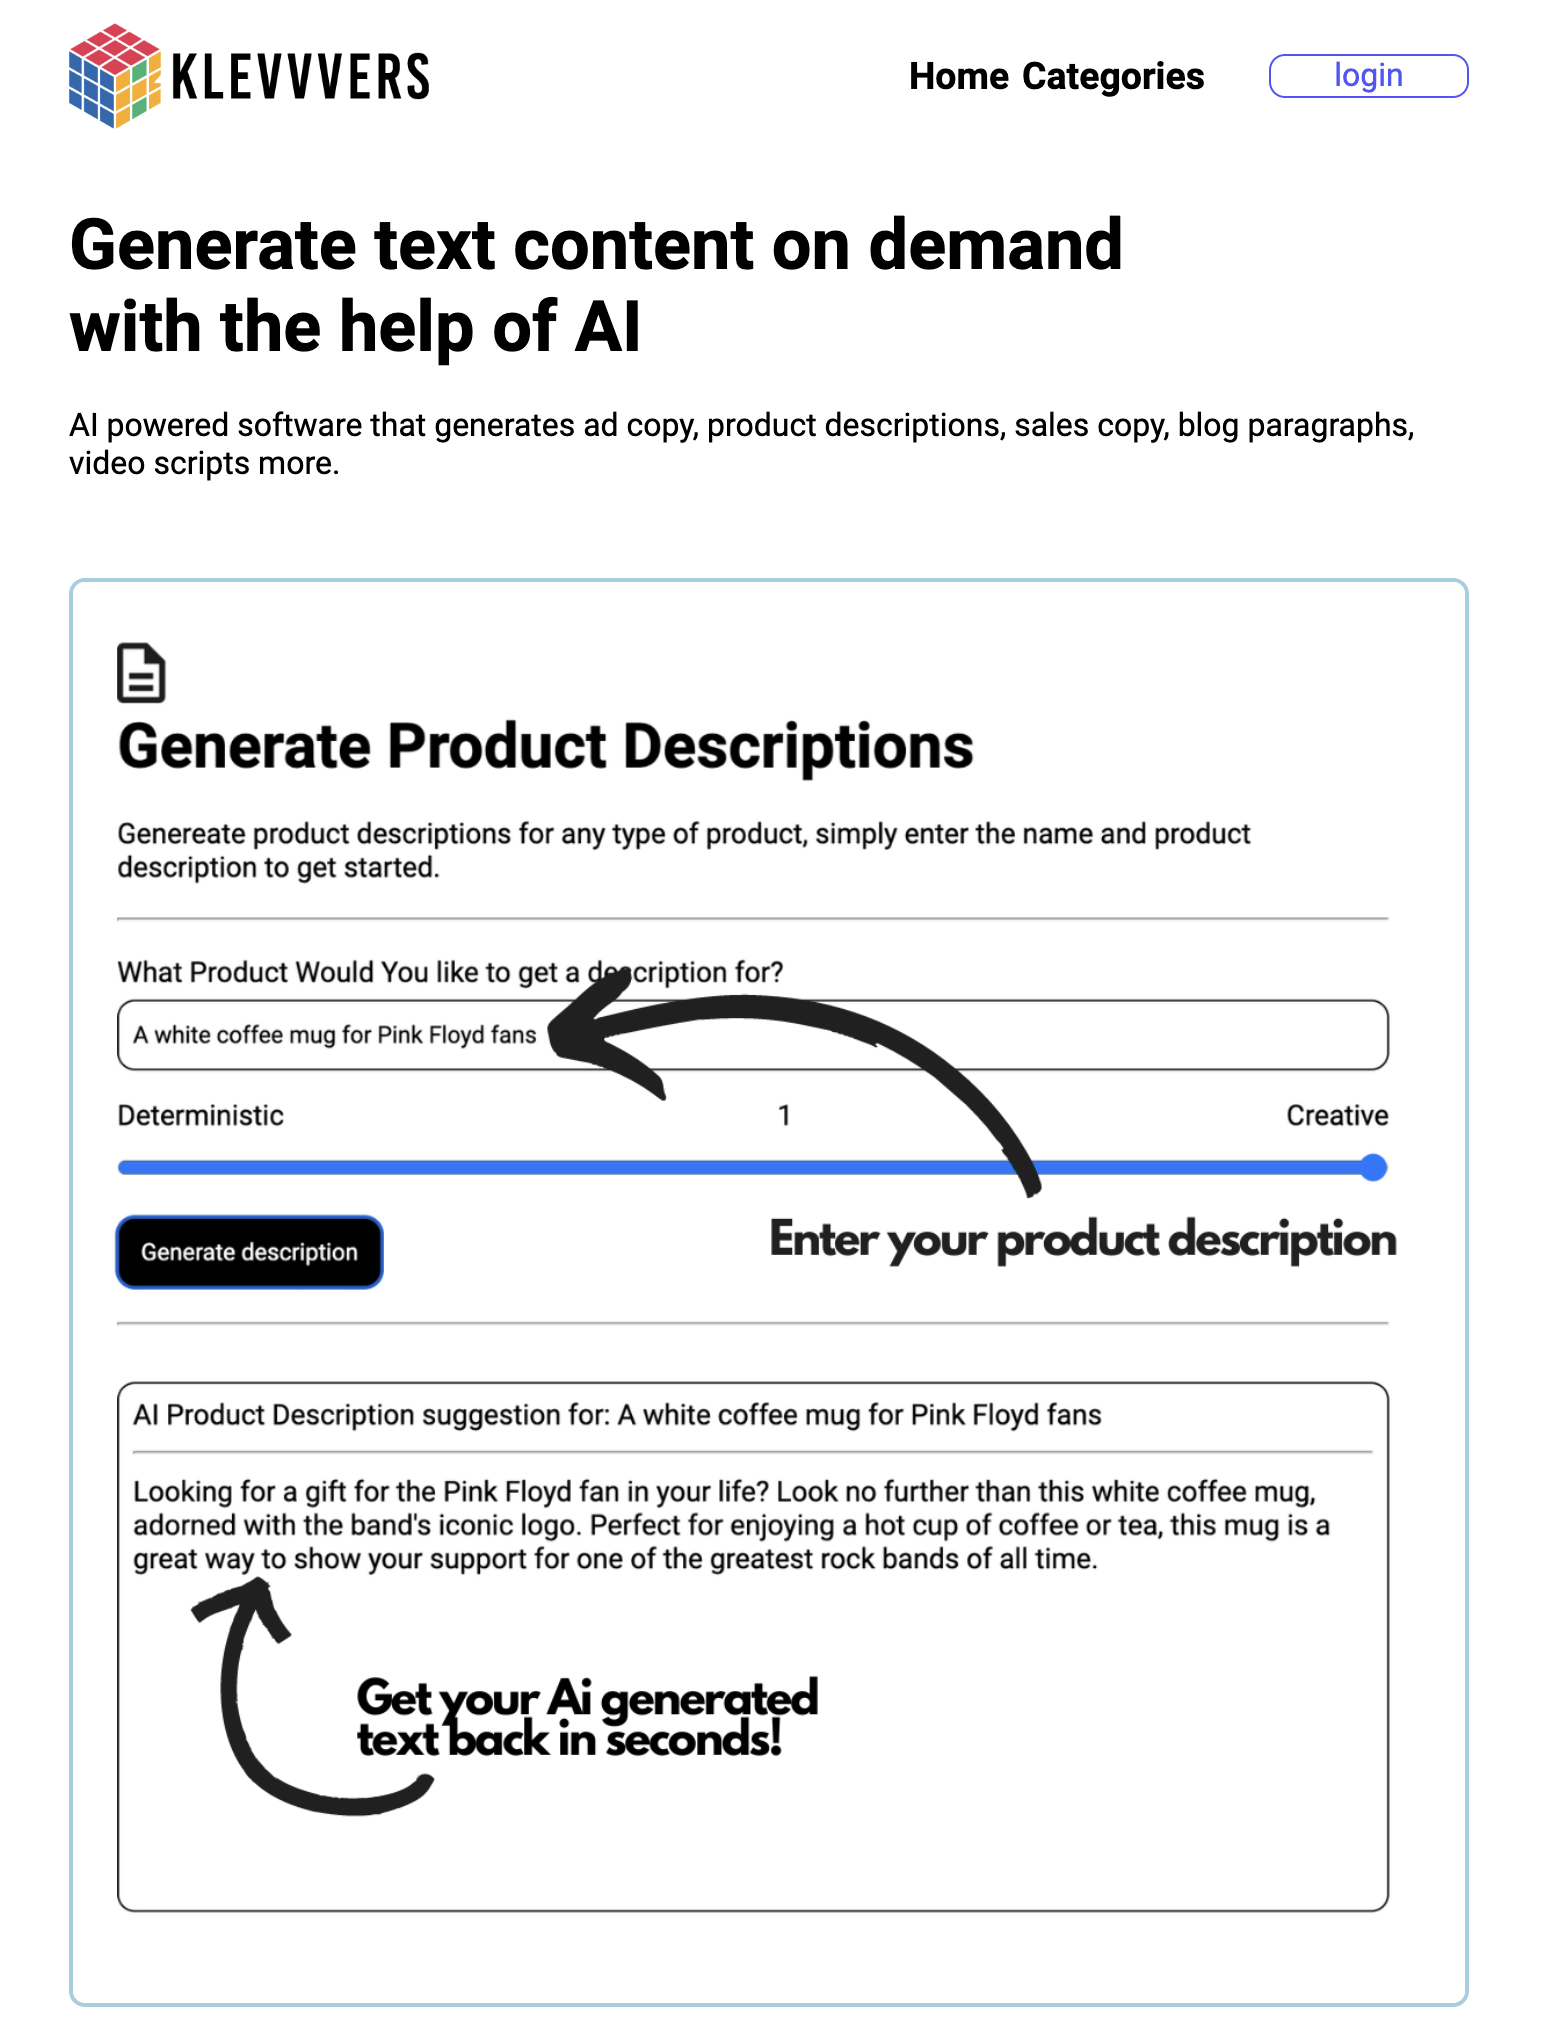 KLEVVVERS
Home Categories
login
Generate text content on demand
with the help of AI
AI powered software that generates ad copy, product descriptions, sales copy, blog paragraphs,
video scripts more.
Generate Product Descriptions
Genereate product descriptions for any type of product, simply enter the name and product
description to get started.
What Product Would You like to get a description for?
A white coffee mug for Pink Floyd fans
Deterministic
1
Creative
Generate description
Enter your product description
AI Product Description suggestion for: A white coffee mug for Pink Floyd fans
Looking for a gift for the Pink Floyd fan in your life? Look no further than this white coffee mug,
adorned with the band's iconic logo. Perfect for enjoying a hot cup of coffee or tea, this mug is a
great way to show your support for one of the greatest rock bands of all time.
Get your Ai generated
text back in seconds!